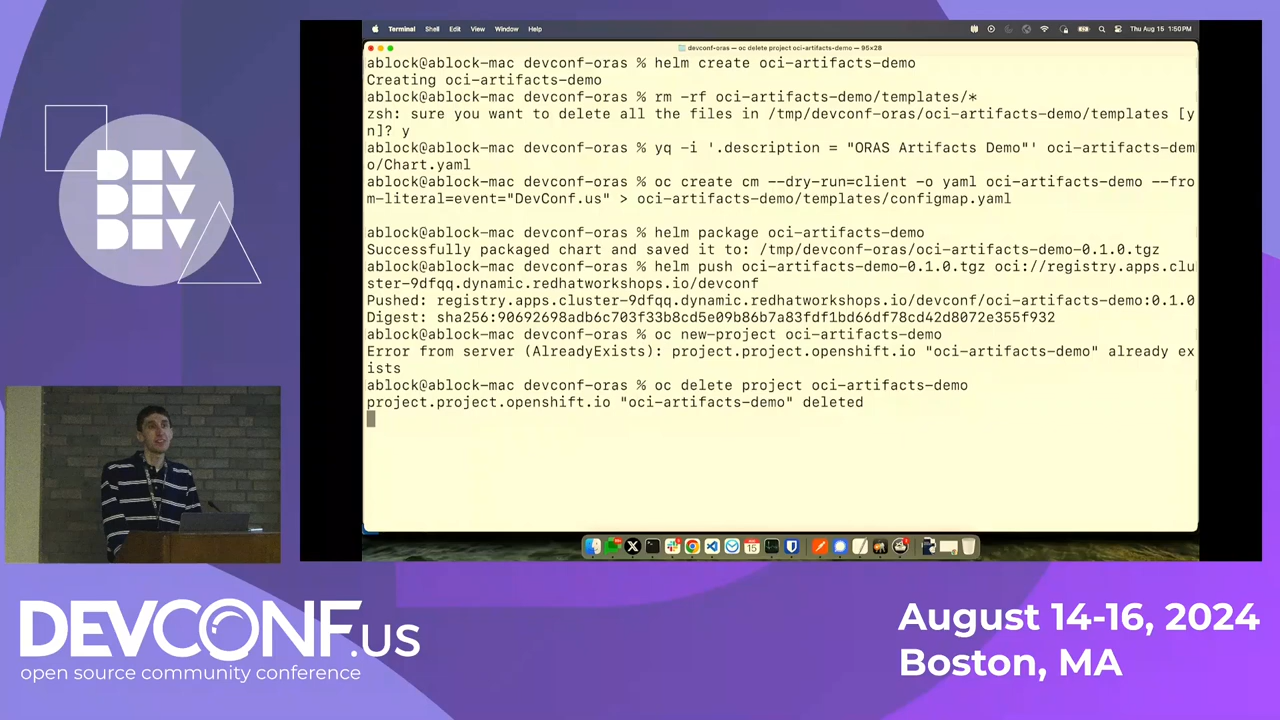 Terminal Shell Edit View Window Help
Thu Aug 15 1:50PM
devconf-oras — oc delete project oci-artifacts-demo — 95×28
ablock@ablock-mac devconf-oras % helm create oci-artifacts-demo
Creating oci-artifacts-demo
ablock@ablock-mac devconf-oras % rm -rf oci-artifacts-demo/templates/*
zsh: sure you want to delete all the files in /tmp/devconf-oras/oci-artifacts-demo/templates [y
n]? y
ablock@ablock-mac devconf-oras % yq -i '.description = "ORAS Artifacts Demo"' oci-artifacts-dem
o/Chart.yaml
ablock@ablock-mac devconf-oras % oc create cm --dry-run=client -o yaml oci-artifacts-demo --fro
m-literal=event="DevConf.us" > oci-artifacts-demo/templates/configmap.yaml
ablock@ablock-mac devconf-oras % helm package oci-artifacts-demo
Successfully packaged chart and saved it to: /tmp/devconf-oras/oci-artifacts-demo-0.1.0.tgz
ablock@ablock-mac devconf-oras % helm push oci-artifacts-demo-0.1.0.tgz oci://registry.apps.clu
ster-9dfqq.dynamic.redhatworkshops.io/devconf
Pushed: registry.apps.cluster-9dfqq.dynamic.redhatworkshops.io/devconf/oci-artifacts-demo:0.1.0
Digest: sha256:90692698adb6c703f33b8cd5e09b86b7a83fdf1bd66df78cd42d8072e355f932
ablock@ablock-mac devconf-oras % oc new-project oci-artifacts-demo
Error from server (AlreadyExists): project.project.openshift.io "oci-artifacts-demo" already ex
ists
ablock@ablock-mac devconf-oras % oc delete project oci-artifacts-demo
project.project.openshift.io "oci-artifacts-demo" deleted
DEV
DEV
DEV
DEVCONF.us
open source community conference
August 14-16, 2024
Boston, MA